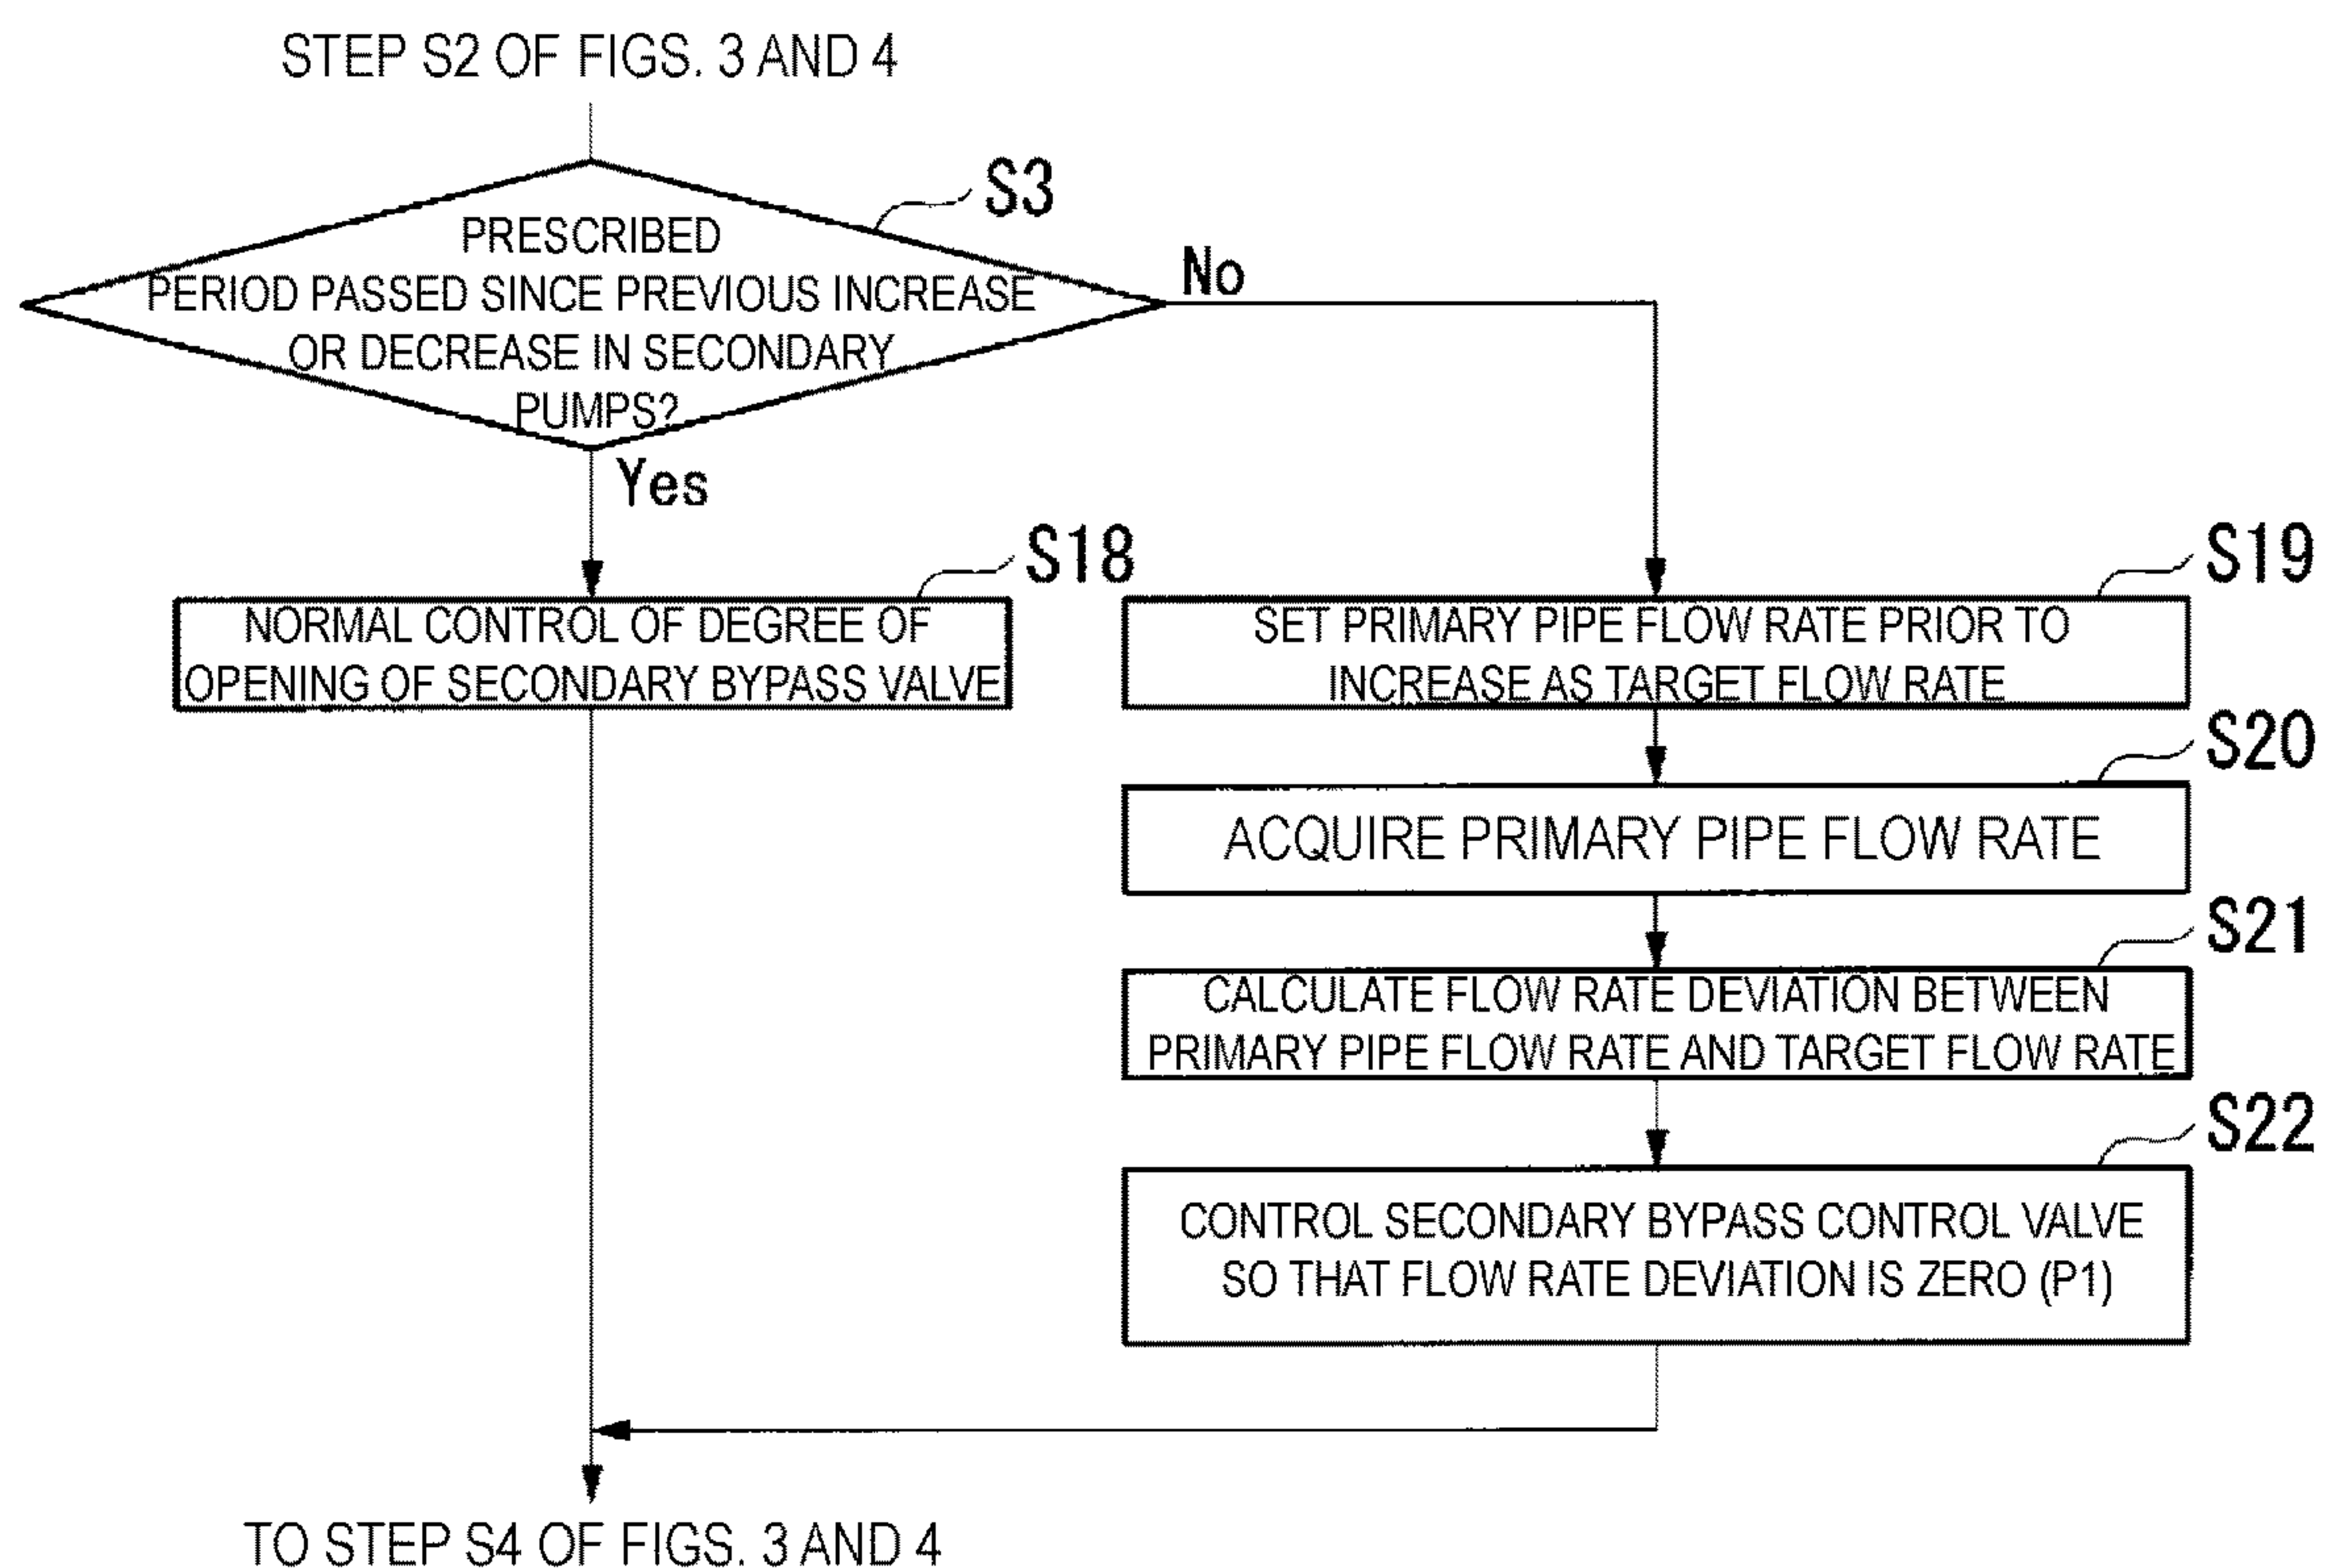 STEP S2 OF FIGS. 3 AND 4
S3
PRESCRIBED
PERIOD PASSED SINCE PREVIOUS INCREASE
OR DECREASE IN SECONDARY
PUMPS?
No
Yes
S18
NORMAL CONTROL OF DEGREE OF
OPENING OF SECONDARY BYPASS VALVE
S19
SET PRIMARY PIPE FLOW RATE PRIOR TO
INCREASE AS TARGET FLOW RATE
S20
ACQUIRE PRIMARY PIPE FLOW RATE
S21
CALCULATE FLOW RATE DEVIATION BETWEEN
PRIMARY PIPE FLOW RATE AND TARGET FLOW RATE
S22
CONTROL SECONDARY BYPASS CONTROL VALVE
SO THAT FLOW RATE DEVIATION IS ZERO (P1)
TO STEP S4 OF FIGS. 3 AND 4